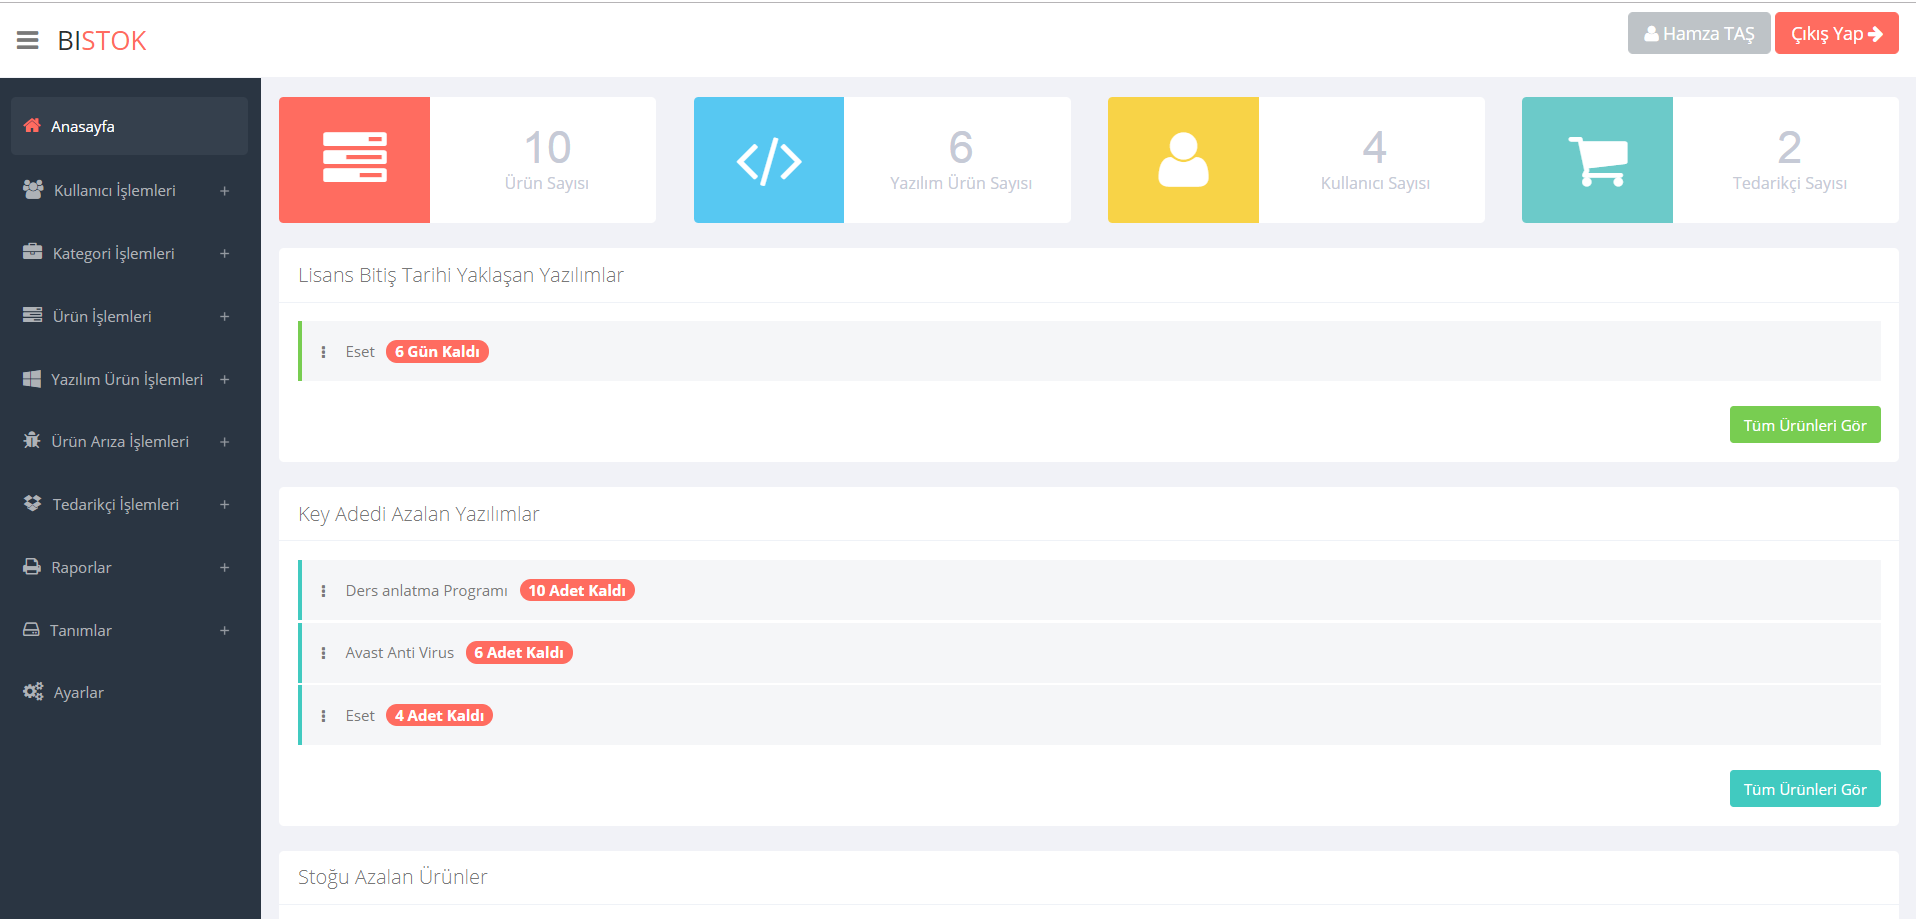 BISTOK
Hamza TAŞ
Çıkış Yap
Anasayfa
Kullanıcı İşlemleri +
Kategori İşlemleri +
Ürün İşlemleri +
Yazılım Ürün İşlemleri +
Ürün Arıza İşlemleri +
Tedarikçi İşlemleri +
Raporlar +
Tanımlar +
Ayarlar
10
Ürün Sayısı
6
Yazılım Ürün Sayısı
4
Kullanıcı Sayısı
2
Tedarikçi Sayısı
Lisans Bitiş Tarihi Yaklaşan Yazılımlar
Eset 6 Gün Kaldı
Tüm Ürünleri Gör
Key Adedi Azalan Yazılımlar
Ders anlatma Programı 10 Adet Kaldı
Avast Anti Virus 6 Adet Kaldı
Eset 4 Adet Kaldı
Tüm Ürünleri Gör
Stoğu Azalan Ürünler